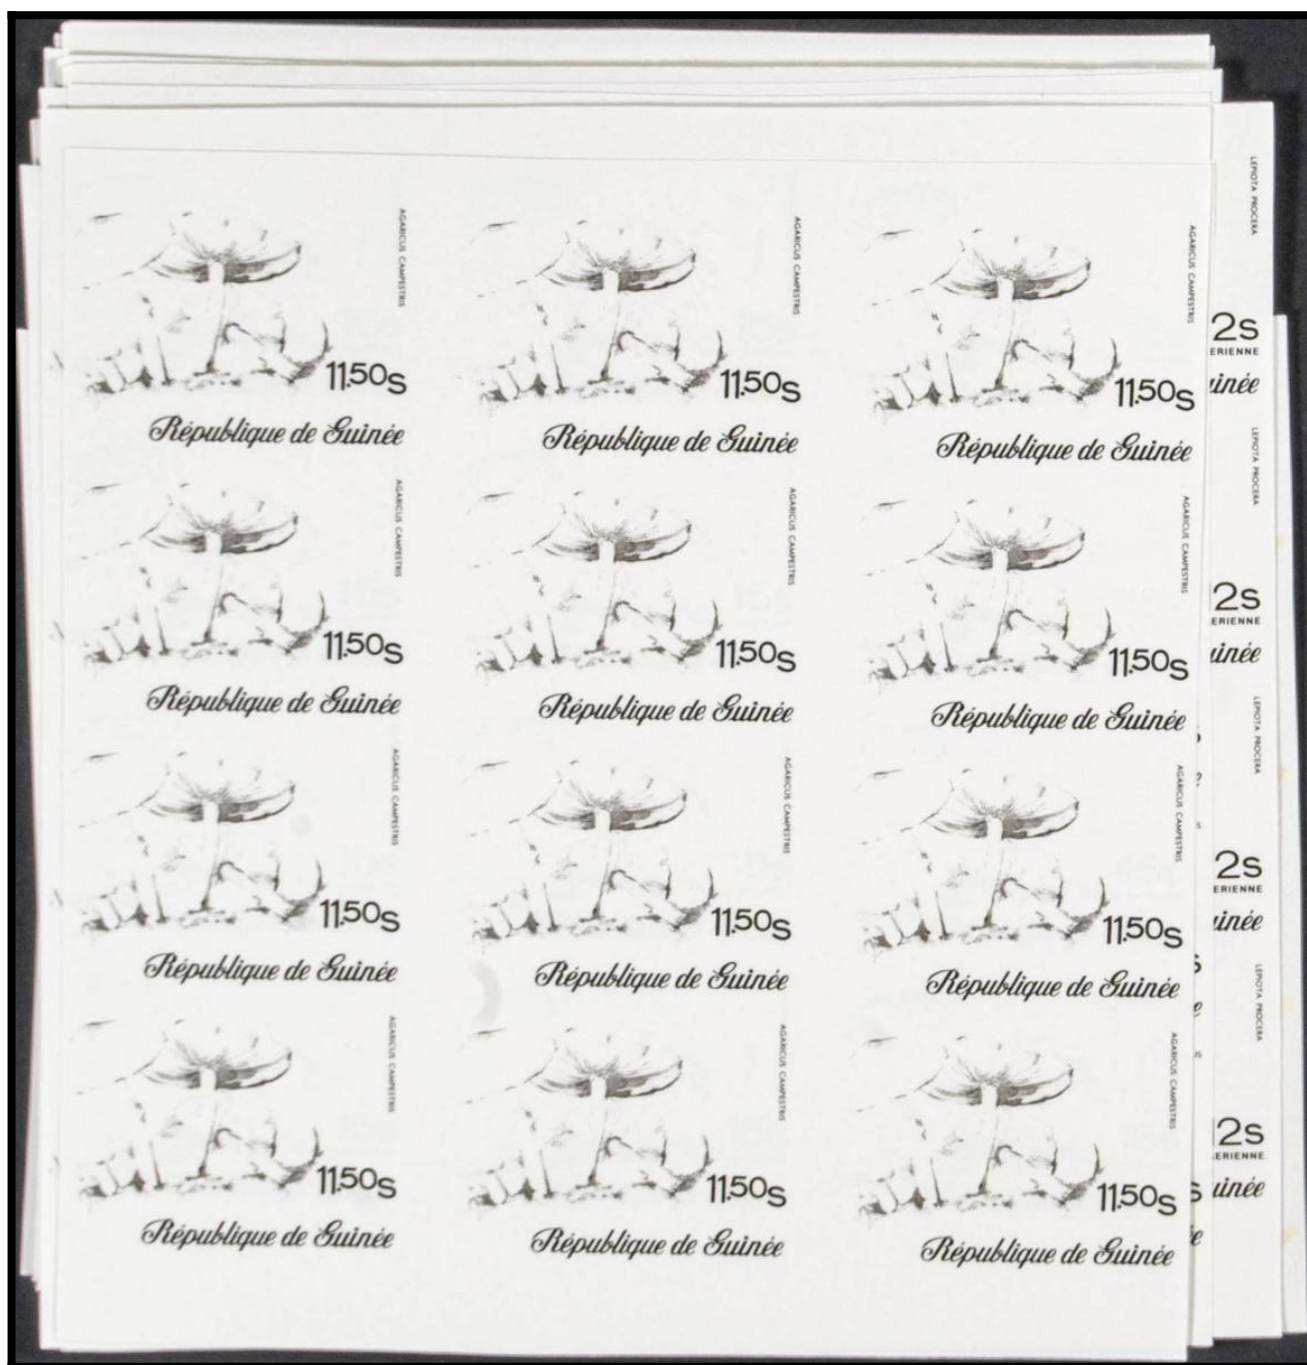 AGARICUS CAMPESTRIS
AGARICUS CAMPESTRIS
AGARICUS CAMPESTRIS
11.50s
11.50s
11.50s
République de Guinée
République de Guinée
République de Guinée
AGARICUS CAMPESTRIS
AGARICUS CAMPESTRIS
AGARICUS CAMPESTRIS
11.50s
11.50s
11.50s
République de Guinée
République de Guinée
République de Guinée
AGARICUS CAMPESTRIS
AGARICUS CAMPESTRIS
AGARICUS CAMPESTRIS
11.50s
11.50s
11.50s
République de Guinée
République de Guinée
République de Guinée
AGARICUS CAMPESTRIS
AGARICUS CAMPESTRIS
AGARICUS CAMPESTRIS
11.50s
11.50s
11.50s
République de Guinée
République de Guinée
République de Guinée
LEPIOTA PROCERA
2s
ERIENNE
uinée
LEPIOTA PROCERA
2s
ERIENNE
uinée
LEPIOTA PROCERA
2s
ERIENNE
uinée
LEPIOTA PROCERA
12s
ERIENNE
uinée